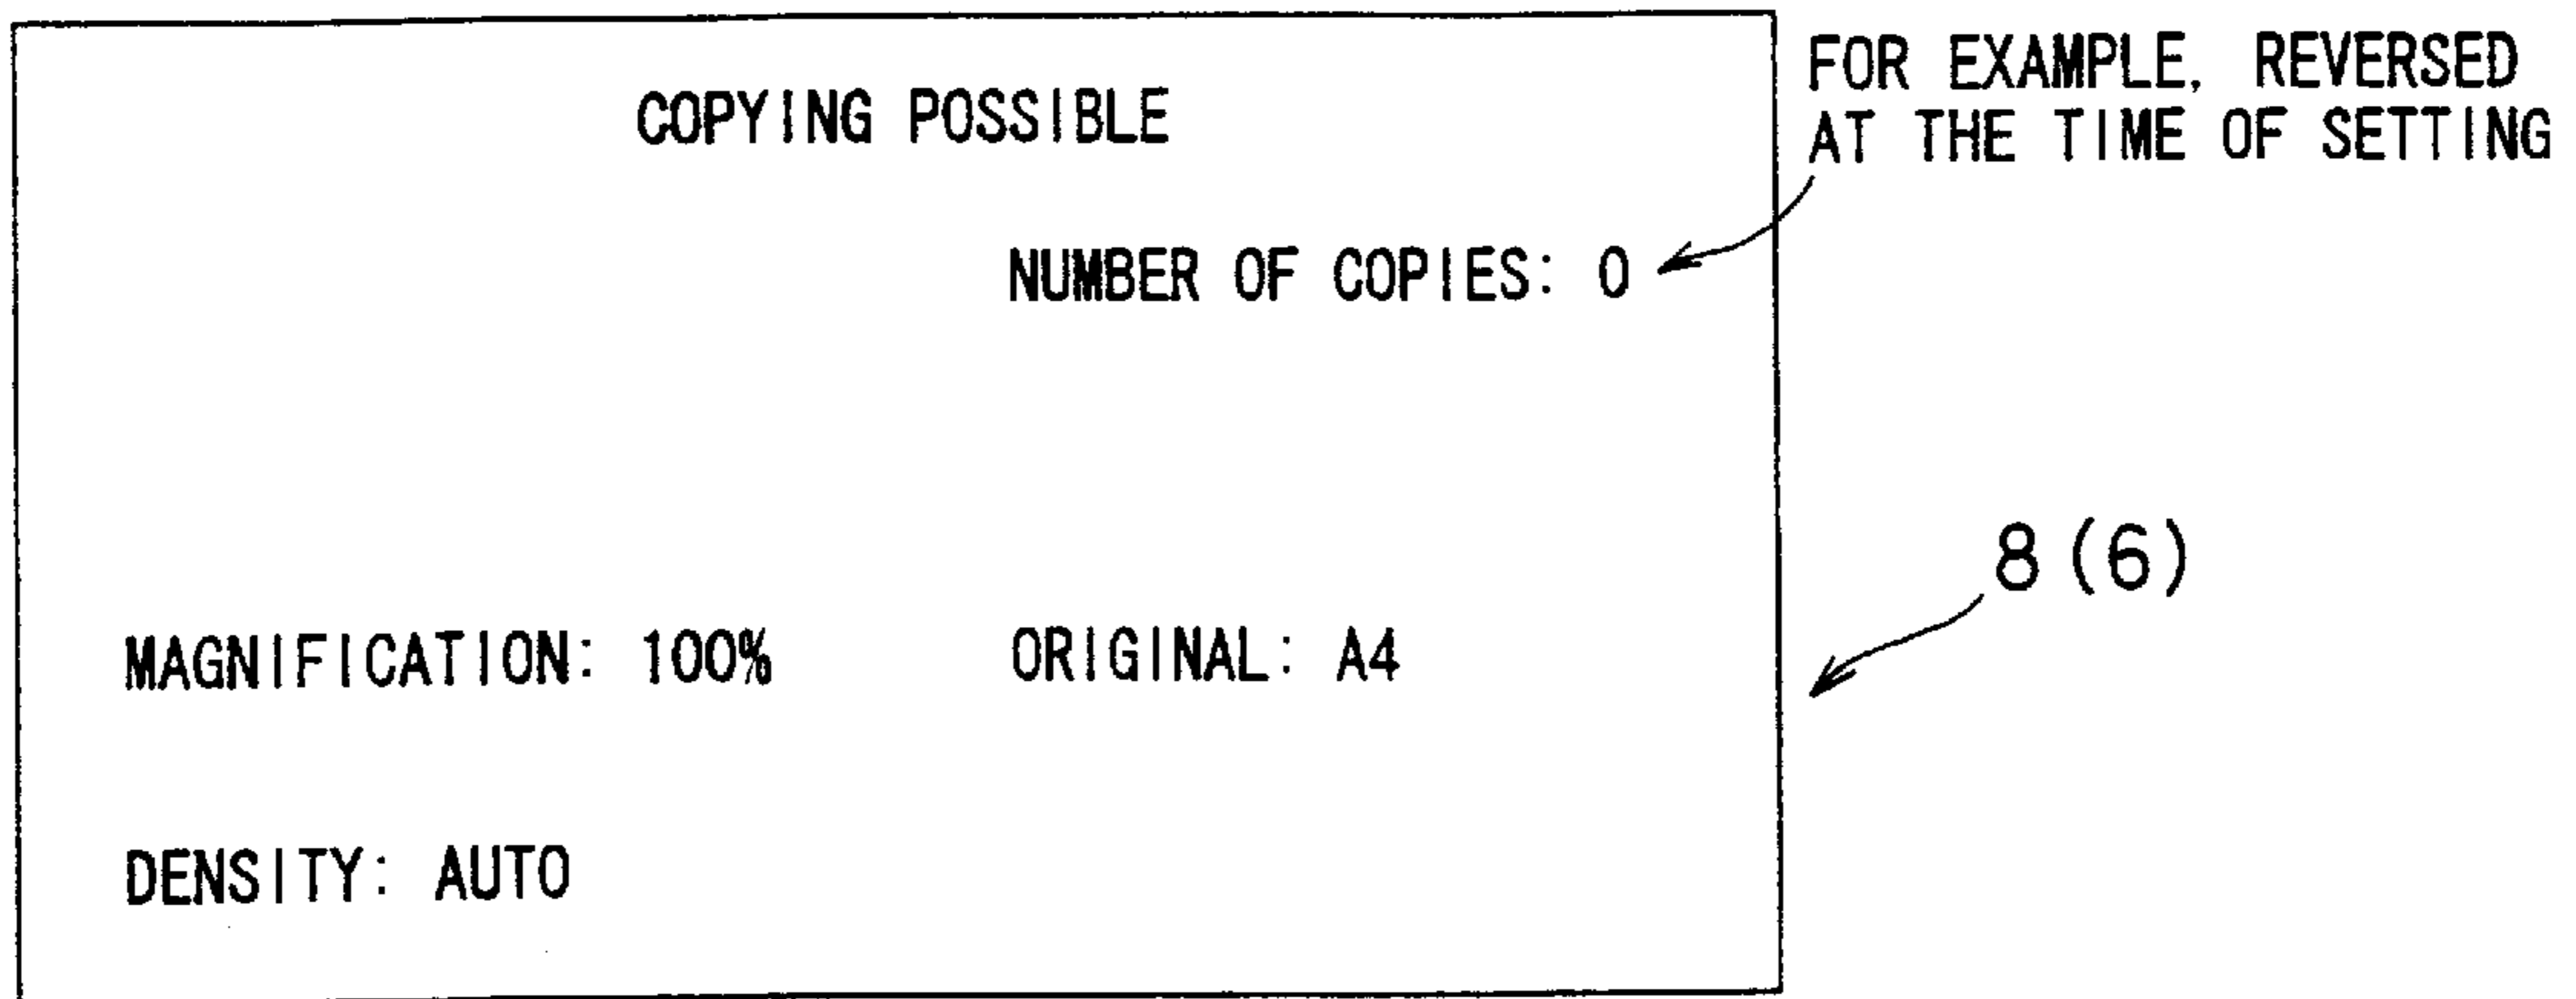 COPYING POSSIBLE
FOR EXAMPLE, REVERSED
AT THE TIME OF SETTING
NUMBER OF COPIES: 0
8 (6)
MAGNIFICATION: 100% ORIGINAL: A4
DENSITY: AUTO